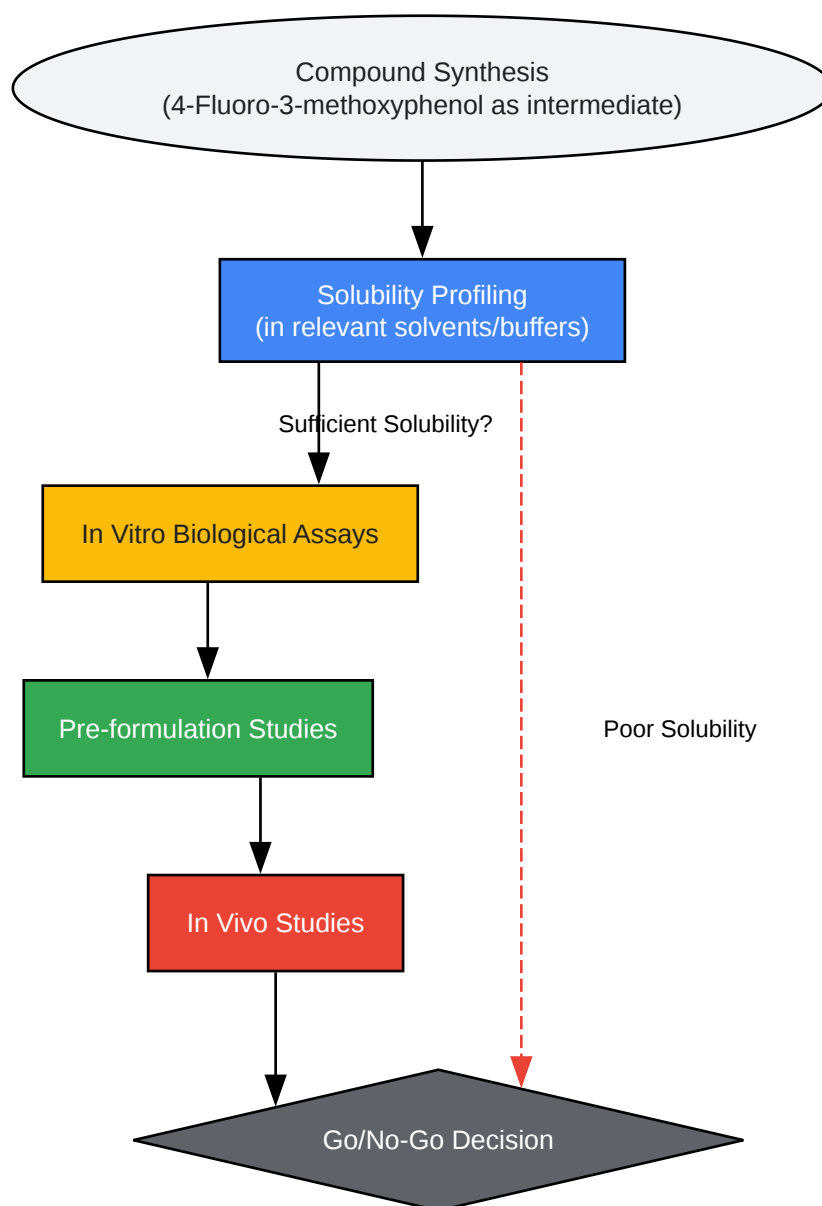 Compound Synthesis
(4-Fluoro-3-methoxyphenol as intermediate)
Solubility Profiling
(in relevant solvents/buffers)
Sufficient Solubility?
In Vitro Biological Assays
Pre-formulation Studies
Poor Solubility
In Vivo Studies
Go/No-Go Decision